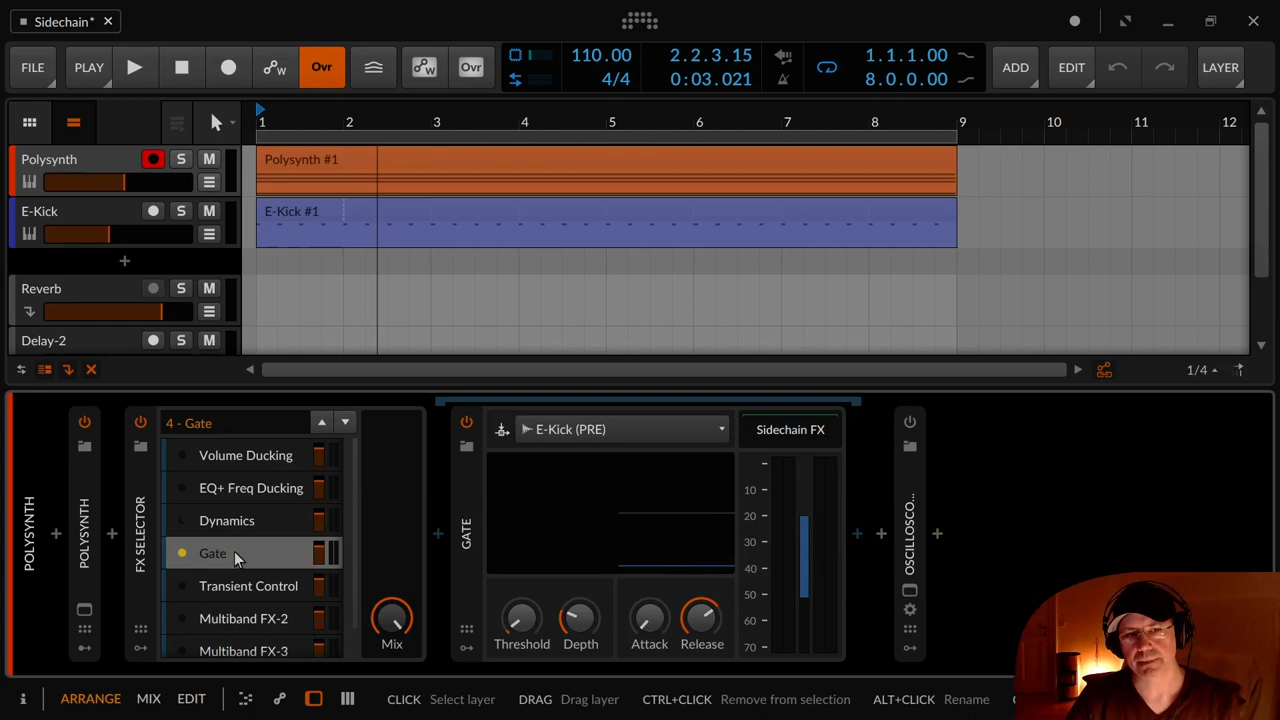 Sidechain*
FILE
PLAY
Ovr
Ovr
110.00
4/4
2.2.3.15
0:03.021
1.1.1.00
8.0.0.00
ADD
EDIT
LAYER
1 2 3 4 5 6 7 8 9 10 11 12
Polysynth
S
M
Polysynth #1
E-Kick
S
M
E-Kick #1
Reverb
S
M
Delay-2
S
M
1/4
POLYSYNTH
POLYSYNTH
FX SELECTOR
4 - Gate
Volume Ducking
EQ+ Freq Ducking
Dynamics
Gate
Transient Control
Multiband FX-2
Multiband FX-3
Mix
GATE
E-Kick (PRE)
Threshold
Depth
Attack
Release
Sidechain FX
10
20
30
40
50
60
70
OSCILLOSCO...
ARRANGE
MIX
EDIT
CLICK Select layer
DRAG Drag layer
CTRL+CLICK Remove from selection
ALT+CLICK Rename